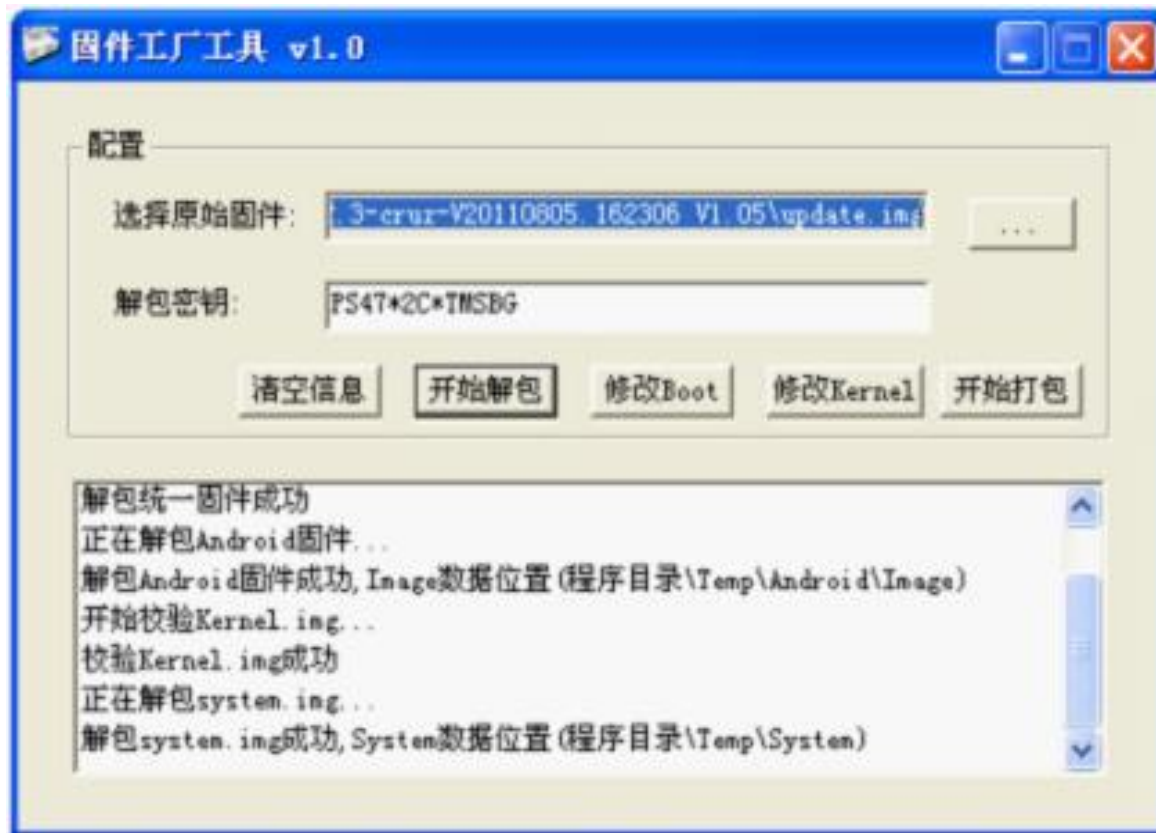 固件工厂工具 v1.0
配置
选择原始固件: .3-crur-V20110805.162306 V1.05\update.img ...
解包密钥: PS47*2C*TMSBG
清空信息 开始解包 修改Boot 修改Kernel 开始打包
解包统一固件成功
正在解包Android固件...
解包Android固件成功,Image数据位置(程序目录\Temp\Android\Image)
开始校验Kernel.img...
校验Kernel.img成功
正在解包system.img...
解包system.img成功,System数据位置(程序目录\Temp\System)